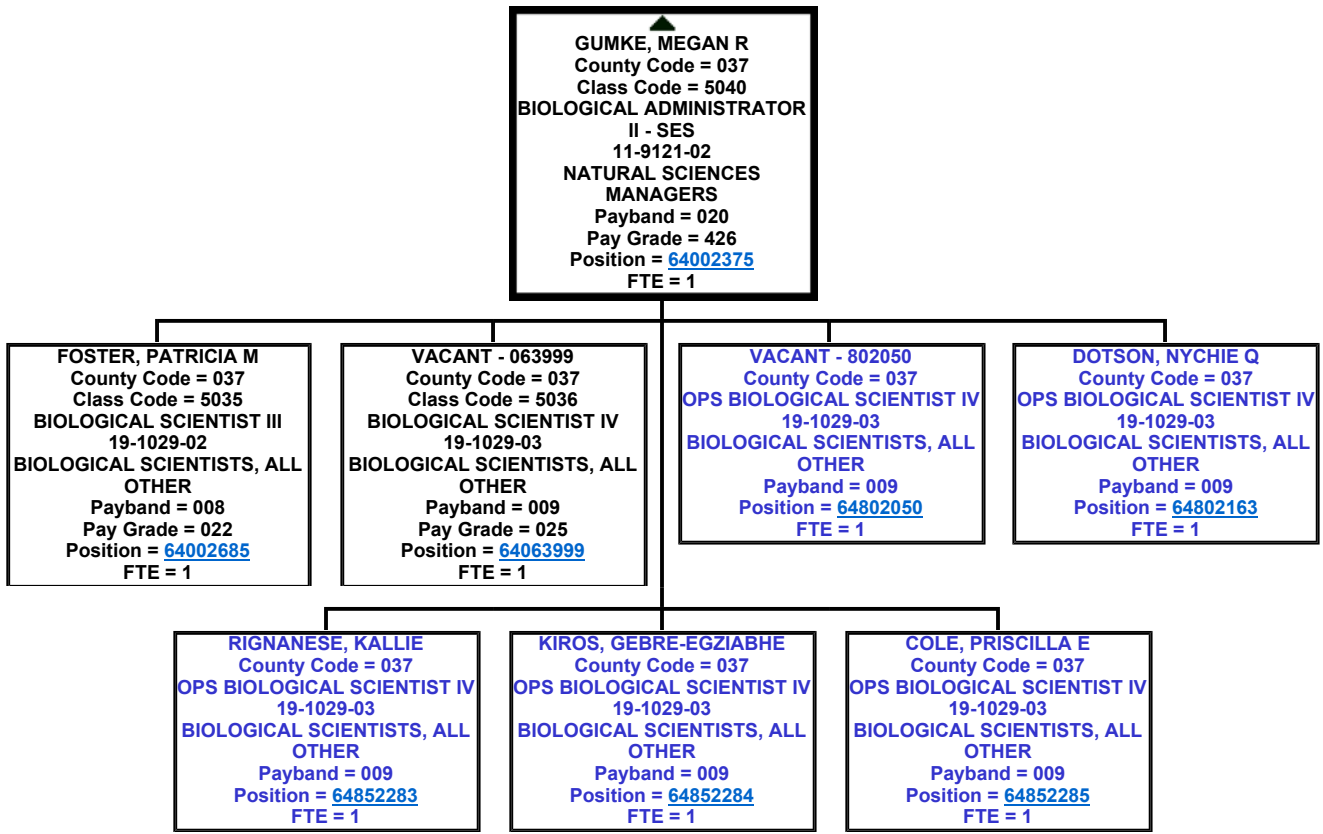 GUMKE, MEGAN R
County Code = 037
Class Code = 5040
BIOLOGICAL ADMINISTRATOR
II - SES
11-9121-02
NATURAL SCIENCES
MANAGERS
Payband = 020
Pay Grade = 426
Position = 64002375
FTE = 1
FOSTER, PATRICIA M
County Code = 037
Class Code = 5035
BIOLOGICAL SCIENTIST III
19-1029-02
BIOLOGICAL SCIENTISTS, ALL
OTHER
Payband = 008
Pay Grade = 022
Position = 64002685
FTE = 1
VACANT - 063999
County Code = 037
Class Code = 5036
BIOLOGICAL SCIENTIST IV
19-1029-03
BIOLOGICAL SCIENTISTS, ALL
OTHER
Payband = 009
Pay Grade = 025
Position = 64063999
FTE = 1
VACANT - 802050
County Code = 037
OPS BIOLOGICAL SCIENTIST IV
19-1029-03
BIOLOGICAL SCIENTISTS, ALL
OTHER
Payband = 009
Position = 64802050
FTE = 1
DOTSON, NYCHIE Q
County Code = 037
OPS BIOLOGICAL SCIENTIST IV
19-1029-03
BIOLOGICAL SCIENTISTS, ALL
OTHER
Payband = 009
Position = 64802163
FTE = 1
RIGNANESE, KALLIE
County Code = 037
OPS BIOLOGICAL SCIENTIST IV
19-1029-03
BIOLOGICAL SCIENTISTS, ALL
OTHER
Payband = 009
Position = 64852283
FTE = 1
KIROS, GEBRE-EGZIABHE
County Code = 037
OPS BIOLOGICAL SCIENTIST IV
19-1029-03
BIOLOGICAL SCIENTISTS, ALL
OTHER
Payband = 009
Position = 64852284
FTE = 1
COLE, PRISCILLA E
County Code = 037
OPS BIOLOGICAL SCIENTIST IV
19-1029-03
BIOLOGICAL SCIENTISTS, ALL
OTHER
Payband = 009
Position = 64852285
FTE = 1